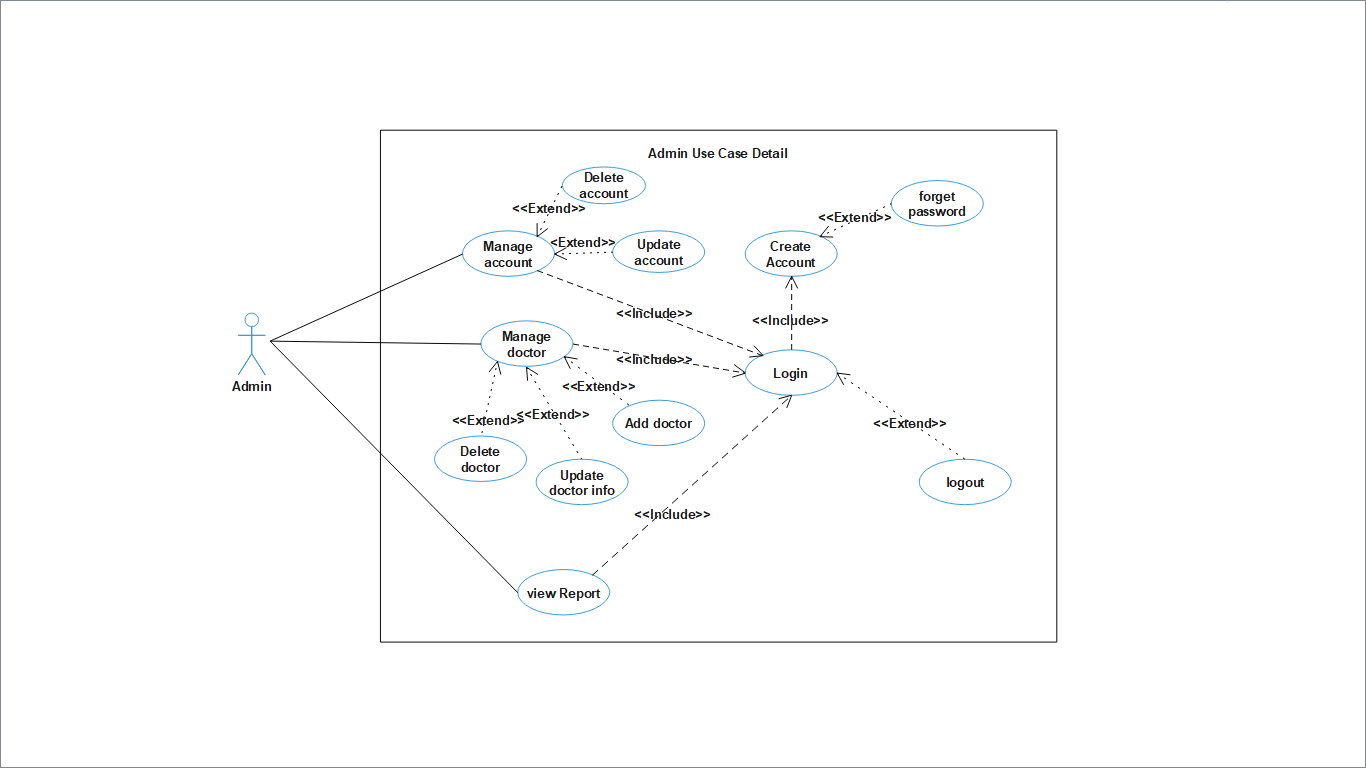 Admin Use Case Detail
Delete
account
<<Extend>>
forget
password
<<Extend>>
Manage
account
<Extend>>
Update
account
Create
Account
<<Include>>
<<Include>>
Manage
doctor
<<Include>>
Login
Admin
<<Extend>>
<<Extend>>
<<Extend>>
Add doctor
<<Extend>>
Delete
doctor
Update
doctor info
logout
<<Include>>
view Report